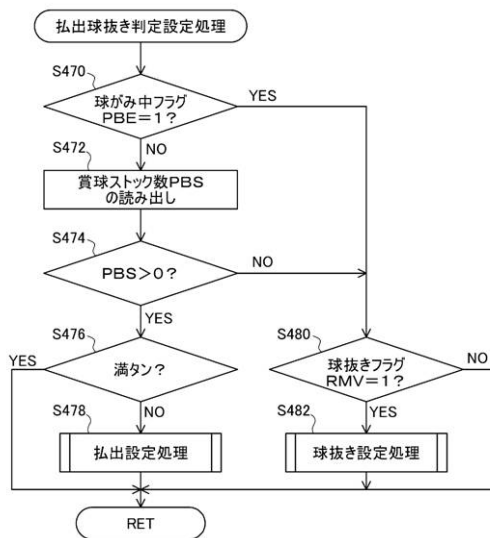 払出球抜き判定設定処理
S470
球がみ中フラグ
PBE=1?
YES
NO
S472
賞球ストック数PBS
の読み出し
S474
PBS>0?
NO
YES
S476
S480
YES
満タン?
球抜きフラグ
RMV=1?
NO
S478
NO
S482
YES
払出設定処理
球抜き設定処理
RET